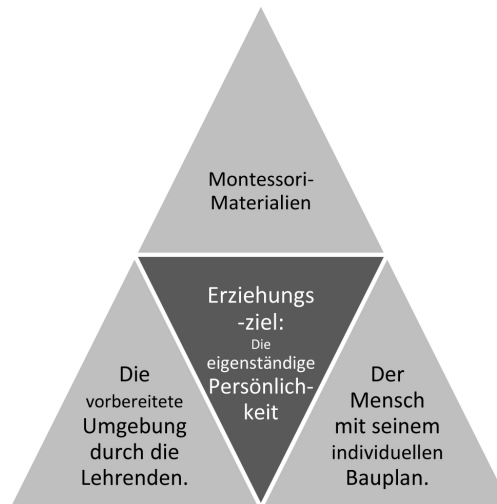 Montessori-
Materialien
Erziehungs
-ziel:
Die
eigenständige
Persönlich-
keit
Die
vorbereitete
Umgebung
durch die
Lehrenden.
Der
Mensch
mit seinem
individuellen
Bauplan.